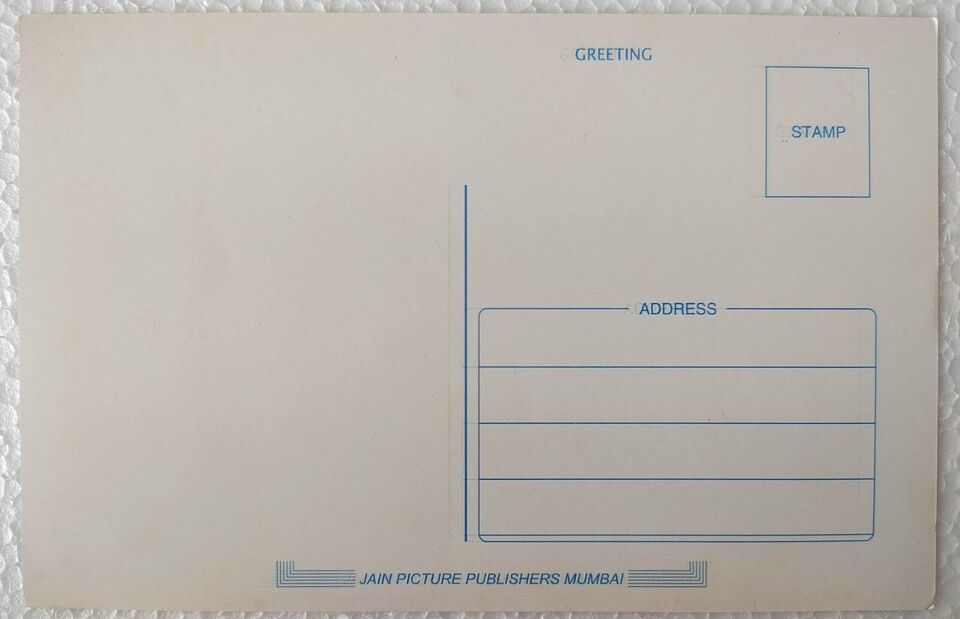 GREETING
STAMP
ADDRESS
JAIN PICTURE PUBLISHERS MUMBAI